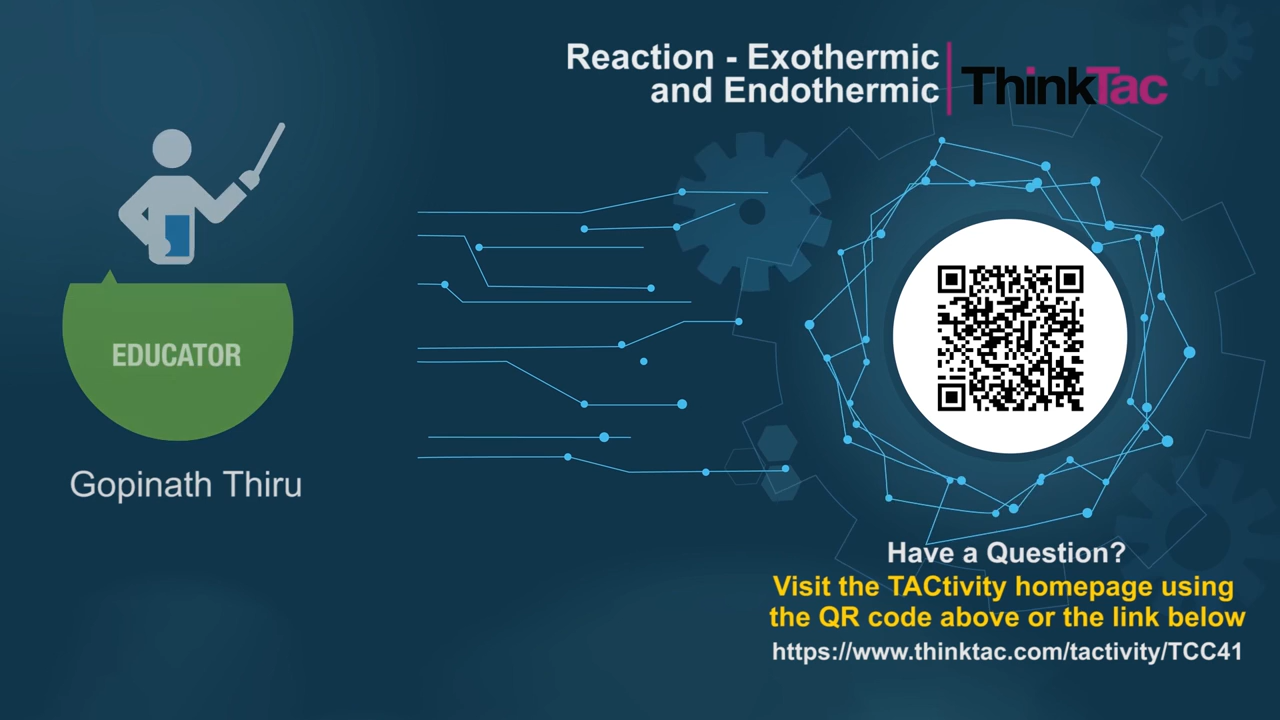 Reaction - Exothermic
and Endothermic
ThinkTac
EDUCATOR
Gopinath Thiru
Have a Question?
Visit the TACtivity homepage using
the QR code above or the link below
https://www.thinktac.com/tactivity/TCC41